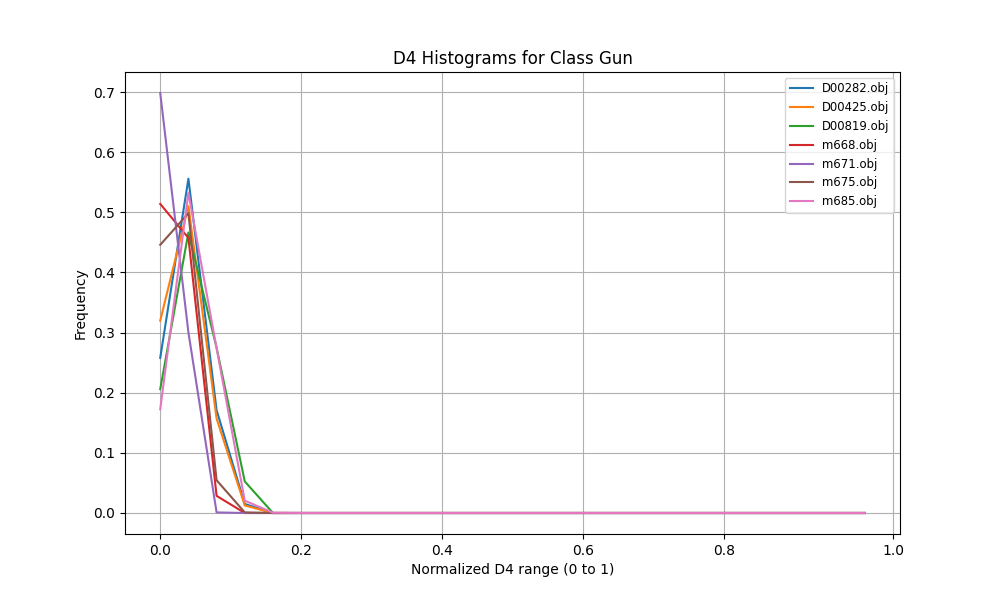 D4 Histograms for Class Gun
Frequency
0.7
0.6
0.5
0.4
0.3
0.2
0.1
0.0
D00282.obj
D00425.obj
D00819.obj
m668.obj
m671.obj
m675.obj
m685.obj
0.0 0.2 0.4 0.6 0.8 1.0
Normalized D4 range (0 to 1)